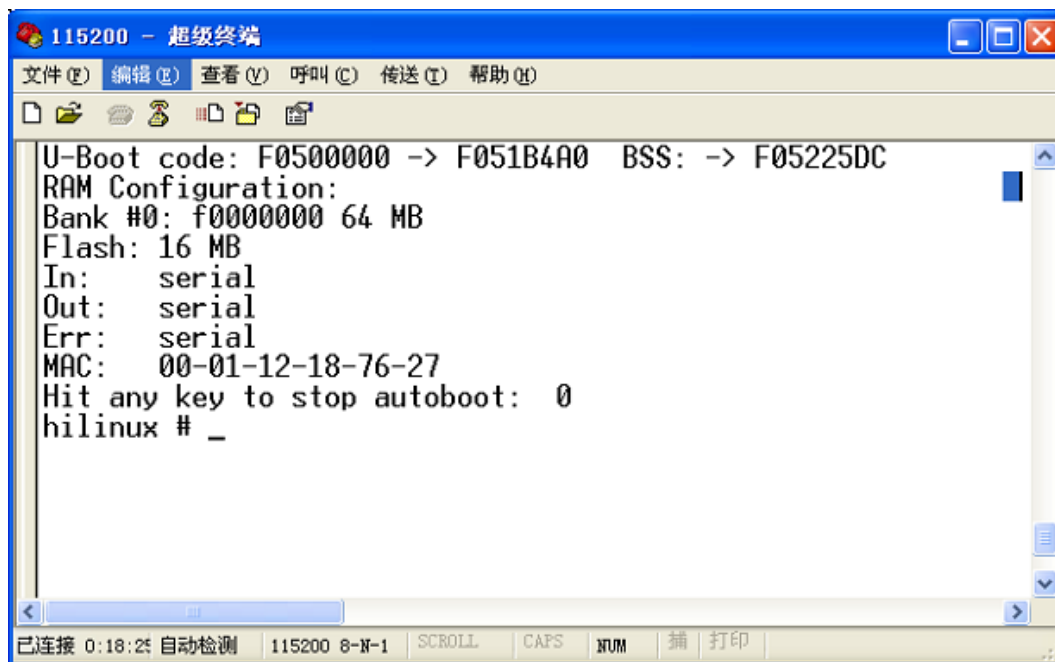 115200 - 超级终端
文件(F) 编辑(E) 查看(V) 呼叫(C) 传送(T) 帮助(H)
U-Boot code: F0500000 -> F051B4A0  BSS: -> F05225DC
RAM Configuration:
Bank #0: f0000000 64 MB
Flash: 16 MB
In:    serial
Out:   serial
Err:   serial
MAC:   00-01-12-18-76-27
Hit any key to stop autoboot:  0
hilinux # _
已连接 0:18:25 自动检测 115200 8-N-1 SCROLL CAPS NUM 捕 打印